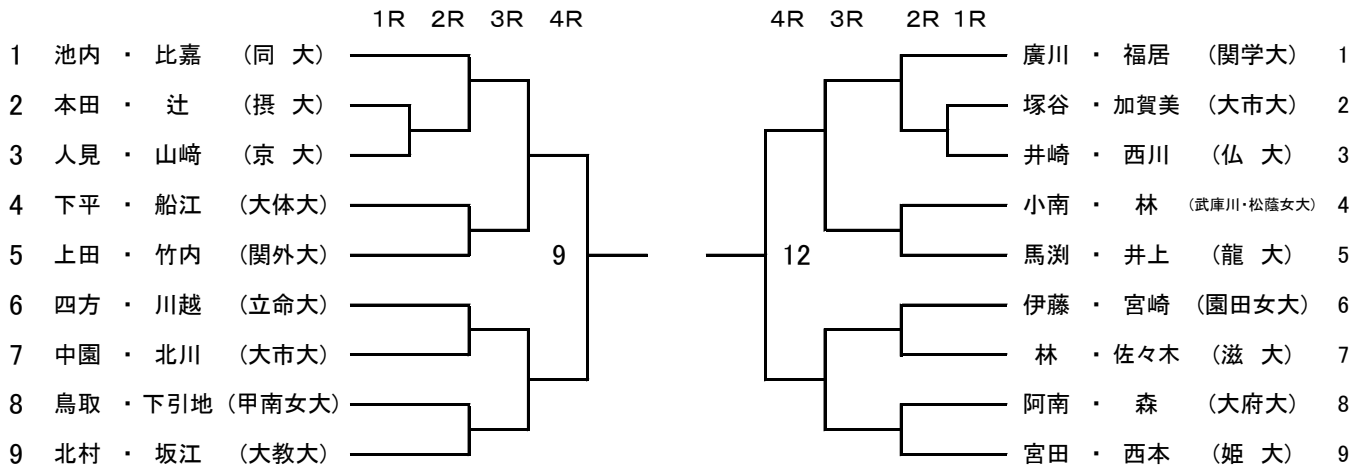 1R 2R 3R 4R 4R 3R 2R 1R
1 池内 ・ 比嘉 (同 大) 廣川 ・ 福居 (関学大) 1
2 本田 ・ 辻 (摂 大) 塚谷 ・ 加賀美 (大市大) 2
3 人見 ・ 山﨑 (京 大) 井崎 ・ 西川 (仏 大) 3
4 下平 ・ 船江 (大体大) 小南 ・ 林 (武庫川・松蔭女大) 4
5 上田 ・ 竹内 (関外大) 9 12 馬渕 ・ 井上 (龍 大) 5
6 四方 ・ 川越 (立命大) 伊藤 ・ 宮崎 (園田女大) 6
7 中園 ・ 北川 (大市大) 林 ・ 佐々木 (滋 大) 7
8 鳥取 ・ 下引地 (甲南女大) 阿南 ・ 森 (大府大) 8
9 北村 ・ 坂江 (大教大) 宮田 ・ 西本 (姫 大) 9